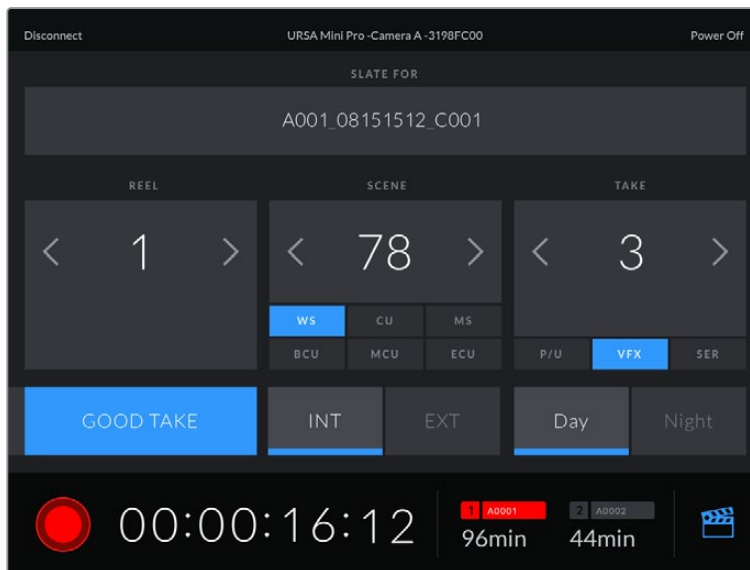 Disconnect URSA Mini Pro -Camera A -3198FC00 Power Off
SLATE FOR
A001_08151512_C001
REEL SCENE TAKE
< 1 > < 78 > < 3 >
WS CU MS
BCU MCU ECU P/U VFX SER
GOOD TAKE INT EXT Day Night
00:00:16:12 1 A0001 2 A0002
96min 44min